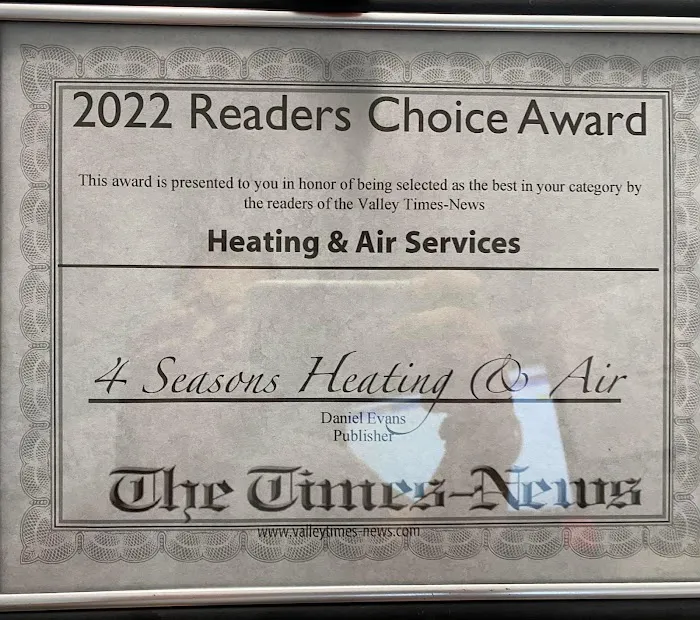 2022 Readers Choice Award
This award is presented to you in honor of being selected as the best in your category by
the readers of the Valley Times-News
Heating & Air Services
4 Seasons Heating & Air
Daniel Evans
Publisher
The Times-News
www.valleytimes-news.com